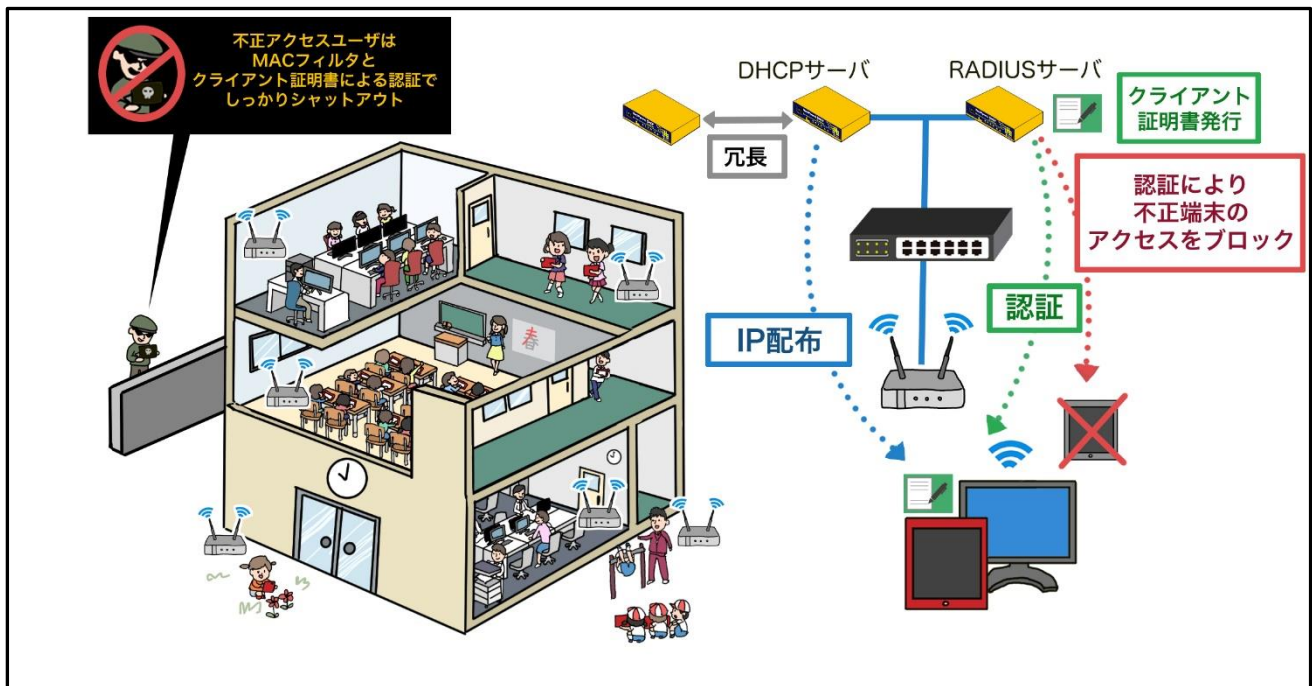 不正アクセスユーザは
MACフィルタと
クライアント証明書による認証で
しっかりシャットアウト
DHCPサーバ
RADIUSサーバ
クライアント
証明書発行
冗長
認証により
不正端末の
アクセスをブロック
認証
IP配布
春